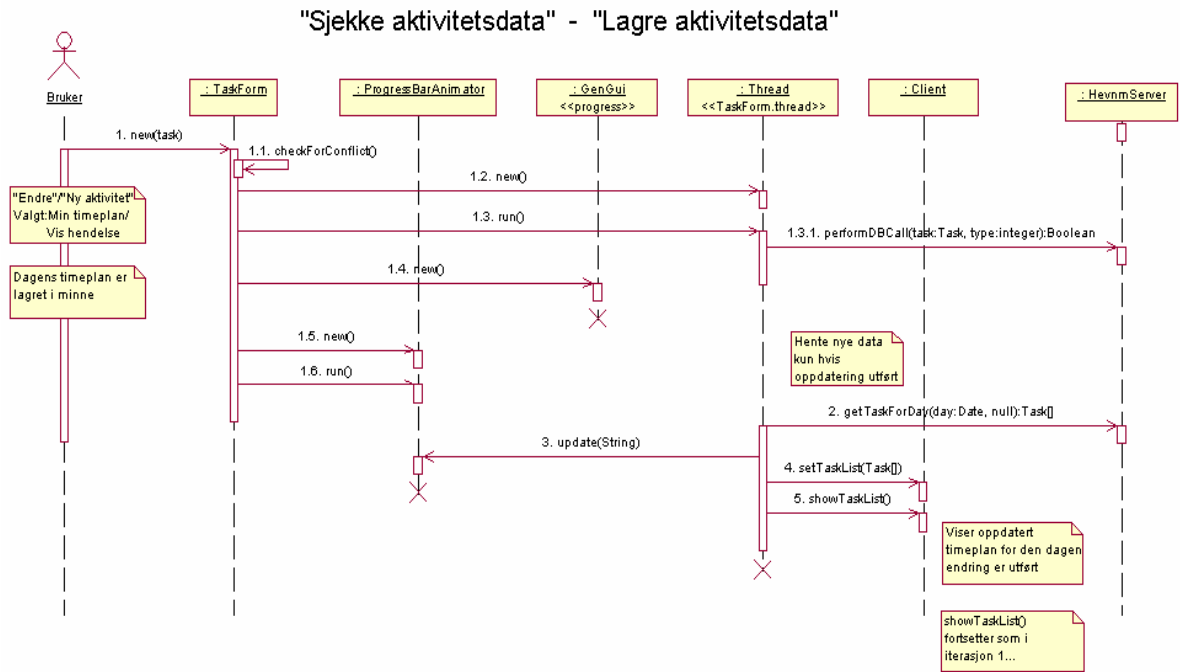 "Sjekke aktivitetsdata" - "Lagre aktivitetsdata"
Bruker
: TaskForm
: ProgressBarAnimator
: GenGui
<<progress>>
: Thread
<<TaskForm.thread>>
: Client
: HevnmServer
1. new(task)
1.1. checkForConflict()
1.2. new()
"Endre"/"Ny aktivitet"
Valgt:Min timeplan/
Vis hendelse
1.3. run()
1.3.1. performDBCall(task:Task, type:integer):Boolean
Dagens timeplan er
lagret i minne
1.4. new()
1.5. new()
Hente nye data
kun hvis
oppdatering utført
1.6. run()
2. getTaskForDay(day:Date, null):Task[]
3. update(String)
4. setTaskList(Task[])
5. showTaskList()
Viser oppdatert
timeplan for den dagen
endring er utført
showTaskList()
fortsetter som i
iterasjon 1...